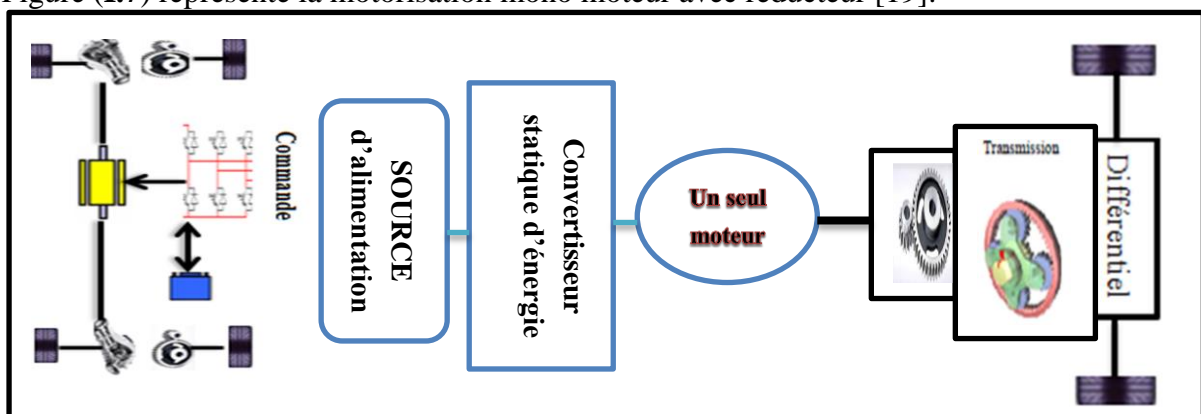 Figure (I.7) représente la motorisation mono moteur avec réducteur [19].
Commande
SOURCE
d'alimentation
Convertisseur
statique d'énergie
Un seul
moteur
Transmission
Différentiel